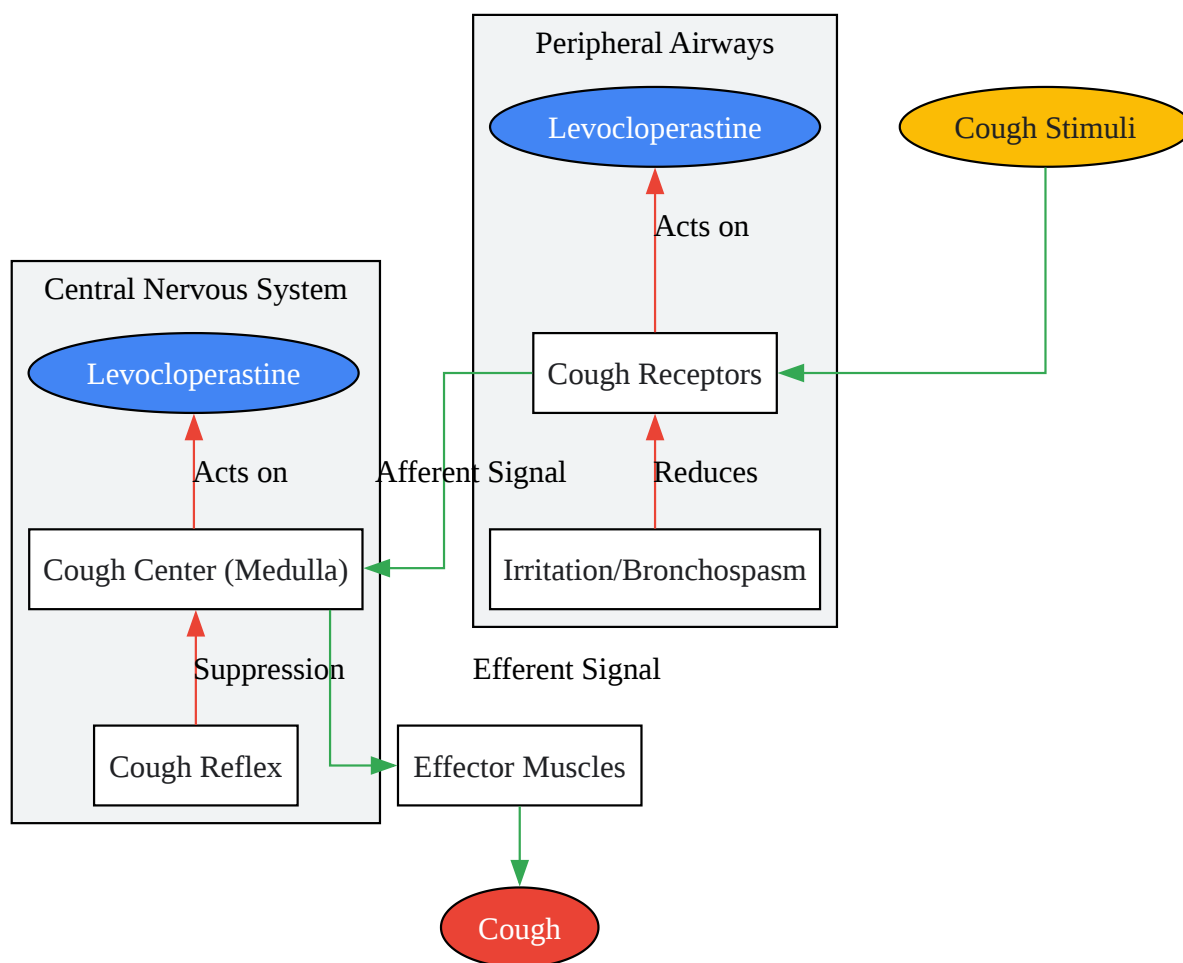 Peripheral Airways
Levocloperastine
Cough Stimuli
Acts on
Central Nervous System
Levocloperastine
Cough Receptors
Acts on
Afferent Signal
Reduces
Cough Center (Medulla)
Irritation/Bronchospasm
Suppression
Efferent Signal
Cough Reflex
Effector Muscles
Cough